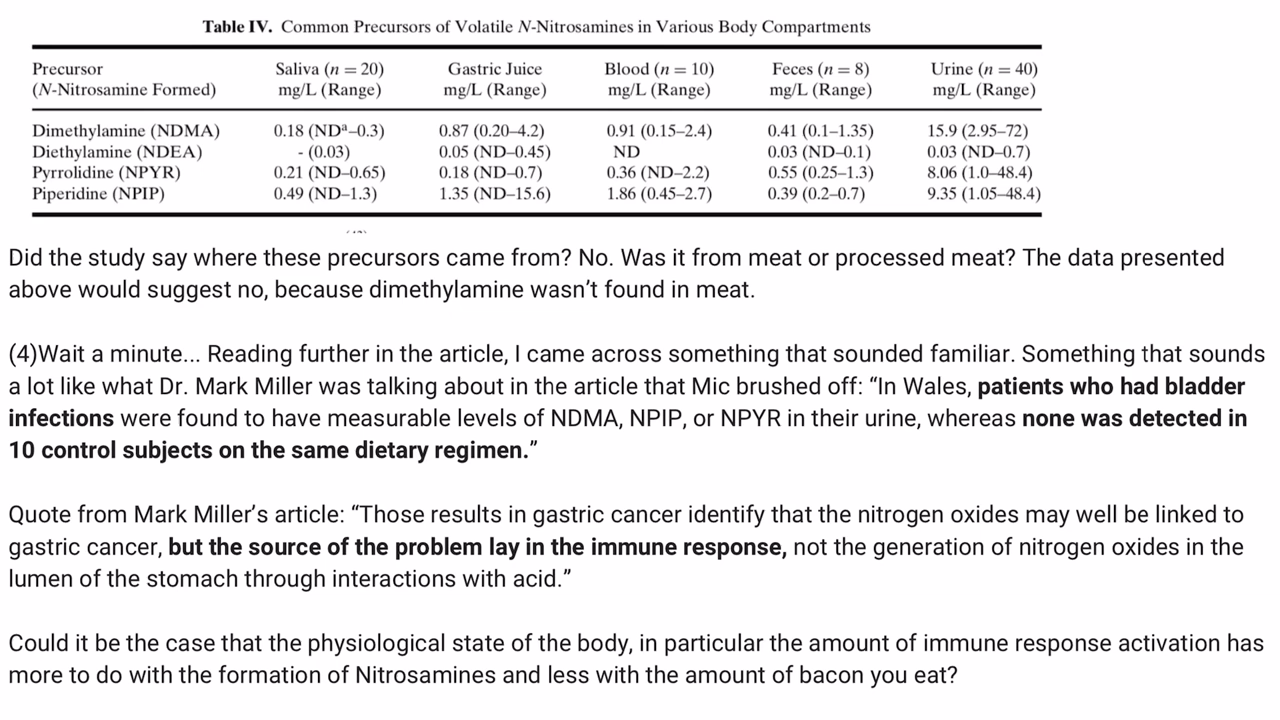 Table IV. Common Precursors of Volatile N-Nitrosamines in Various Body Compartments
Precursor Saliva (n = 20) Gastric Juice Blood (n = 10) Feces (n = 8) Urine (n = 40)
(N-Nitrosamine Formed) mg/L (Range) mg/L (Range) mg/L (Range) mg/L (Range) mg/L (Range)
Dimethylamine (NDMA) 0.18 (NDᵃ–0.3) 0.87 (0.20–4.2) 0.91 (0.15–2.4) 0.41 (0.1–1.35) 15.9 (2.95–72)
Diethylamine (NDEA) - (0.03) 0.05 (ND–0.45) ND 0.03 (ND–0.1) 0.03 (ND–0.7)
Pyrrolidine (NPYR) 0.21 (ND–0.65) 0.18 (ND–0.7) 0.36 (ND–2.2) 0.55 (0.25–1.3) 8.06 (1.0–48.4)
Piperidine (NPIP) 0.49 (ND–1.3) 1.35 (ND–15.6) 1.86 (0.45–2.7) 0.39 (0.2–0.7) 9.35 (1.05–48.4)
Did the study say where these precursors came from? No. Was it from meat or processed meat? The data presented
above would suggest no, because dimethylamine wasn’t found in meat.
(4)Wait a minute... Reading further in the article, I came across something that sounded familiar. Something that sounds
a lot like what Dr. Mark Miller was talking about in the article that Mic brushed off: “In Wales, patients who had bladder
infections were found to have measurable levels of NDMA, NPIP, or NPYR in their urine, whereas none was detected in
10 control subjects on the same dietary regimen.”
Quote from Mark Miller’s article: “Those results in gastric cancer identify that the nitrogen oxides may well be linked to
gastric cancer, but the source of the problem lay in the immune response, not the generation of nitrogen oxides in the
lumen of the stomach through interactions with acid.”
Could it be the case that the physiological state of the body, in particular the amount of immune response activation has
more to do with the formation of Nitrosamines and less with the amount of bacon you eat?